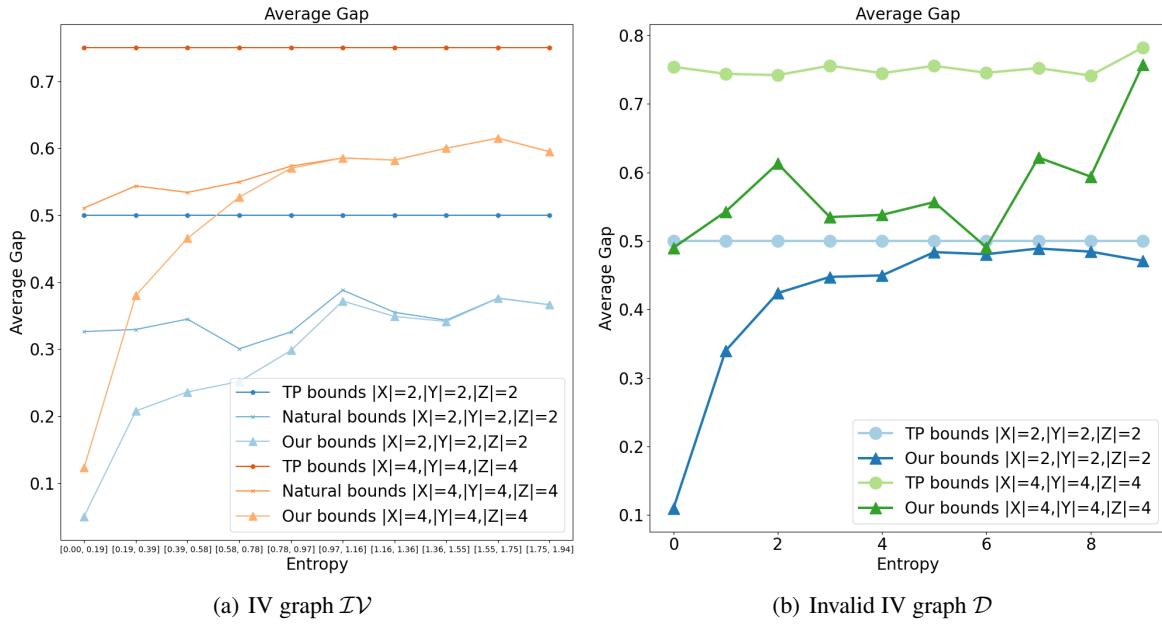 Average Gap
0.7
0.6
0.5
0.4
0.3
0.2
0.1
Average Gap
TP bounds |X|=2,|Y|=2,|Z|=2
Natural bounds |X|=2,|Y|=2,|Z|=2
Our bounds |X|=2,|Y|=2,|Z|=2
TP bounds |X|=4,|Y|=4,|Z|=4
Natural bounds |X|=4,|Y|=4,|Z|=4
Our bounds |X|=4,|Y|=4,|Z|=4
[0.00, 0.19] [0.19, 0.39] [0.39, 0.58] [0.58, 0.78] [0.78, 0.97] [0.97, 1.16] [1.16, 1.36] [1.36, 1.55] [1.55, 1.75] [1.75, 1.94]
Entropy
(a) IV graph 𝓘𝓥
Average Gap
0.8
0.7
0.6
0.5
0.4
0.3
0.2
0.1
Average Gap
TP bounds |X|=2,|Y|=2,|Z|=2
Our bounds |X|=2,|Y|=2,|Z|=2
TP bounds |X|=4,|Y|=4,|Z|=4
Our bounds |X|=4,|Y|=4,|Z|=4
0 2 4 6 8
Entropy
(b) Invalid IV graph 𝓓